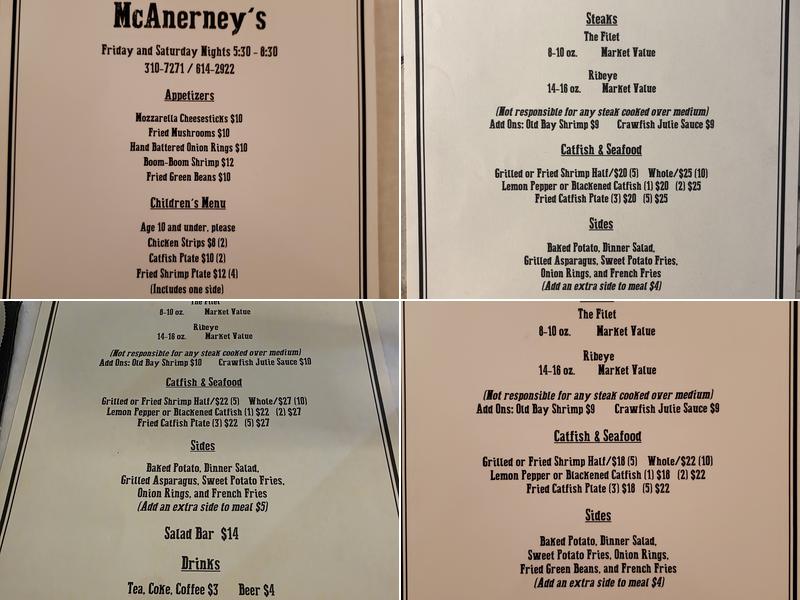 McAnerney's
Friday and Saturday Nights 5:30 - 8:30
310-7271 / 614-2922
Appetizers
Mozzarella Cheesesticks $10
Fried Mushrooms $10
Hand Battered Onion Rings $10
Boom-Boom Shrimp $12
Fried Green Beans $10
Children's Menu
Age 10 and under, please
Chicken Strips $8 (2)
Catfish Plate $10 (2)
Fried Shrimp Plate $12 (4)
(Includes one side)
Steaks
The Filet
8-10 oz. Market Value
Ribeye
14-16 oz. Market Value
(Not responsible for any steak cooked over medium)
Add Ons: Old Bay Shrimp $9 Crawfish Julie Sauce $9
Catfish & Seafood
Grilled or Fried Shrimp Half/$20 (5) Whole/$25 (10)
Lemon Pepper or Blackened Catfish (1) $20 (2) $25
Fried Catfish Plate (3) $20 (5) $25
Sides
Baked Potato, Dinner Salad,
Grilled Asparagus, Sweet Potato Fries,
Onion Rings, and French Fries
(Add an extra side to meal $4)
The Filet
8-10 oz. Market Value
Ribeye
14-16 oz. Market Value
(Not responsible for any steak cooked over medium)
Add Ons: Old Bay Shrimp $10 Crawfish Julie Sauce $10
Catfish & Seafood
Grilled or Fried Shrimp Half/$22 (5) Whole/$27 (10)
Lemon Pepper or Blackened Catfish (1) $22 (2) $27
Fried Catfish Plate (3) $22 (5) $27
Sides
Baked Potato, Dinner Salad,
Grilled Asparagus, Sweet Potato Fries,
Onion Rings, and French Fries
(Add an extra side to meal $5)
Salad Bar $14
Drinks
Tea, Coke, Coffee $3 Beer $4
The Filet
8-10 oz. Market Value
Ribeye
14-16 oz. Market Value
(Not responsible for any steak cooked over medium)
Add Ons: Old Bay Shrimp $9 Crawfish Julie Sauce $9
Catfish & Seafood
Grilled or Fried Shrimp Half/$18 (5) Whole/$22 (10)
Lemon Pepper or Blackened Catfish (1) $18 (2) $22
Fried Catfish Plate (3) $18 (5) $22
Sides
Baked Potato, Dinner Salad,
Sweet Potato Fries, Onion Rings,
Fried Green Beans, and French Fries
(Add an extra side to meal $4)